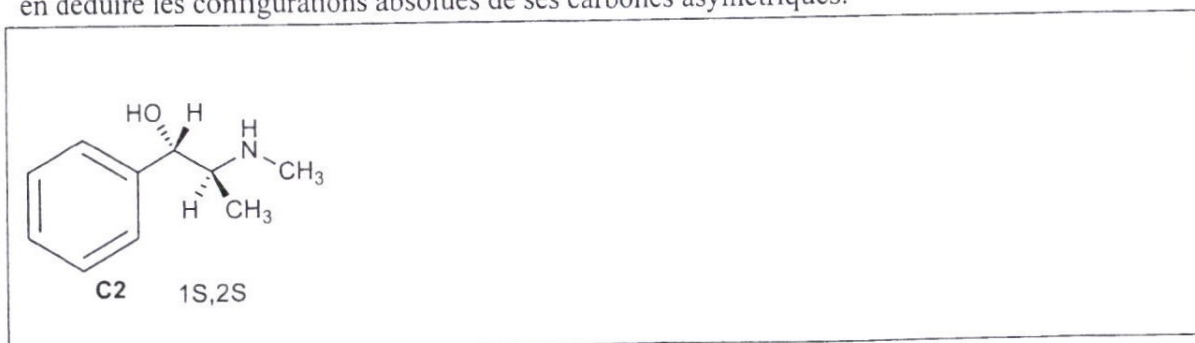 en déduire les configurations absolues de ses carbones asymétriques.
HO H
H
N
CH3
H CH3
C2 1S,2S